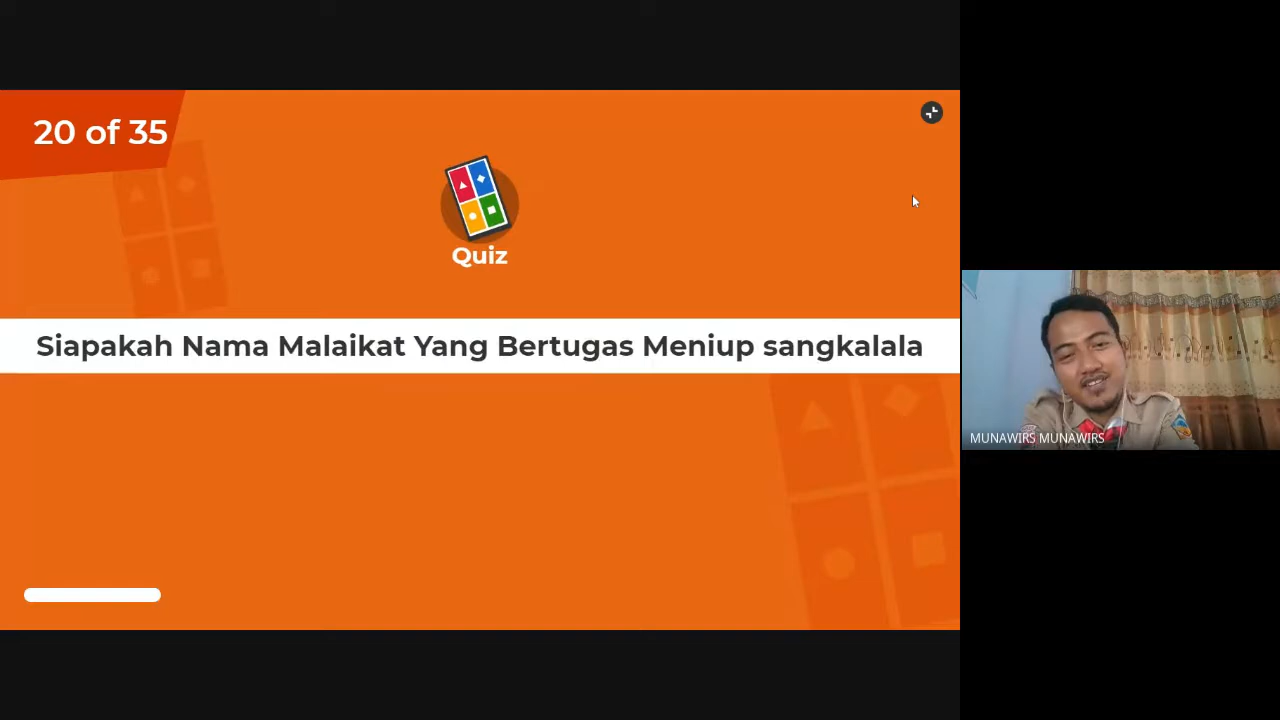 20 of 35
Quiz
Siapakah Nama Malaikat Yang Bertugas Meniup sangkalala
MUNAWIRS MUNAWIRS